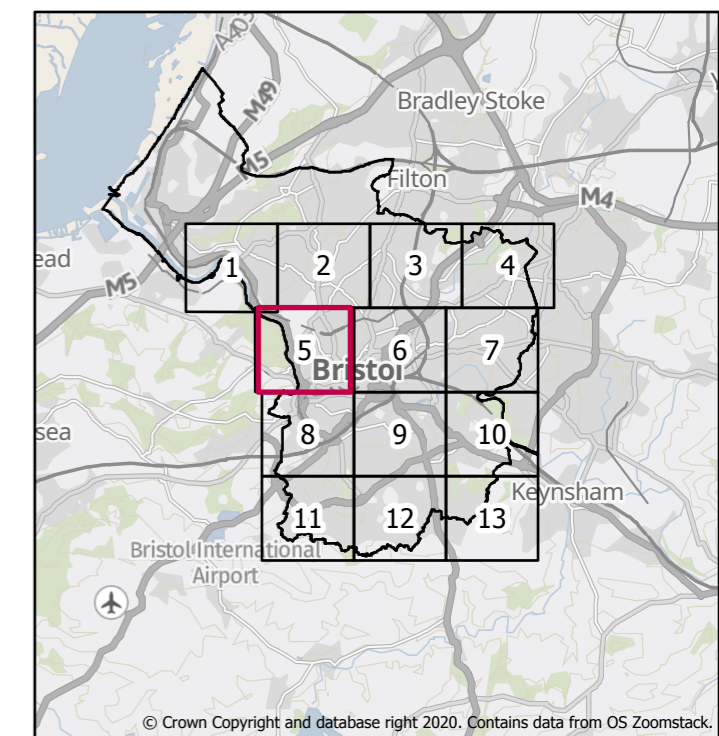 A403
M49
Bradley Stoke
M5
Filton
M4
ead
M5
1
2
3
4
5
6
7
Bristol
sea
8
9
10
Keynsham
11
12
13
Bristol International
Airport
© Crown Copyright and database right 2020. Contains data from OS Zoomstack.